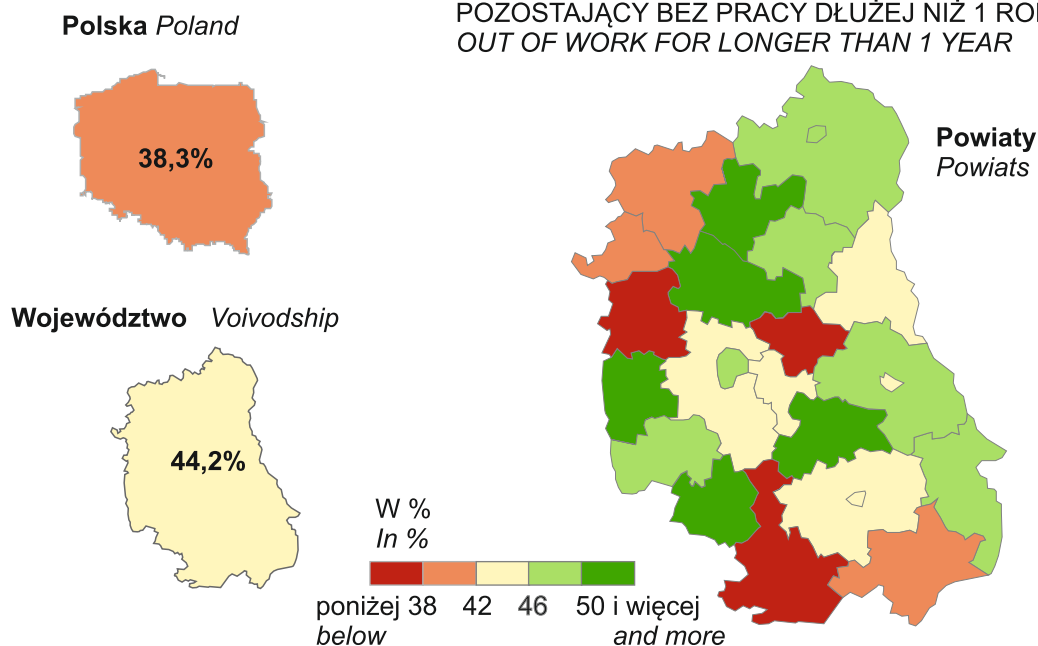 Polska Poland
POZOSTAJĄCY BEZ PRACY DŁUŻEJ NIŻ 1 RO
OUT OF WORK FOR LONGER THAN 1 YEAR
38,3%
Powiaty
Powiats
Województwo Voivodship
44,2%
W %
In %
poniżej 38 42 46 50 i więcej
below and more